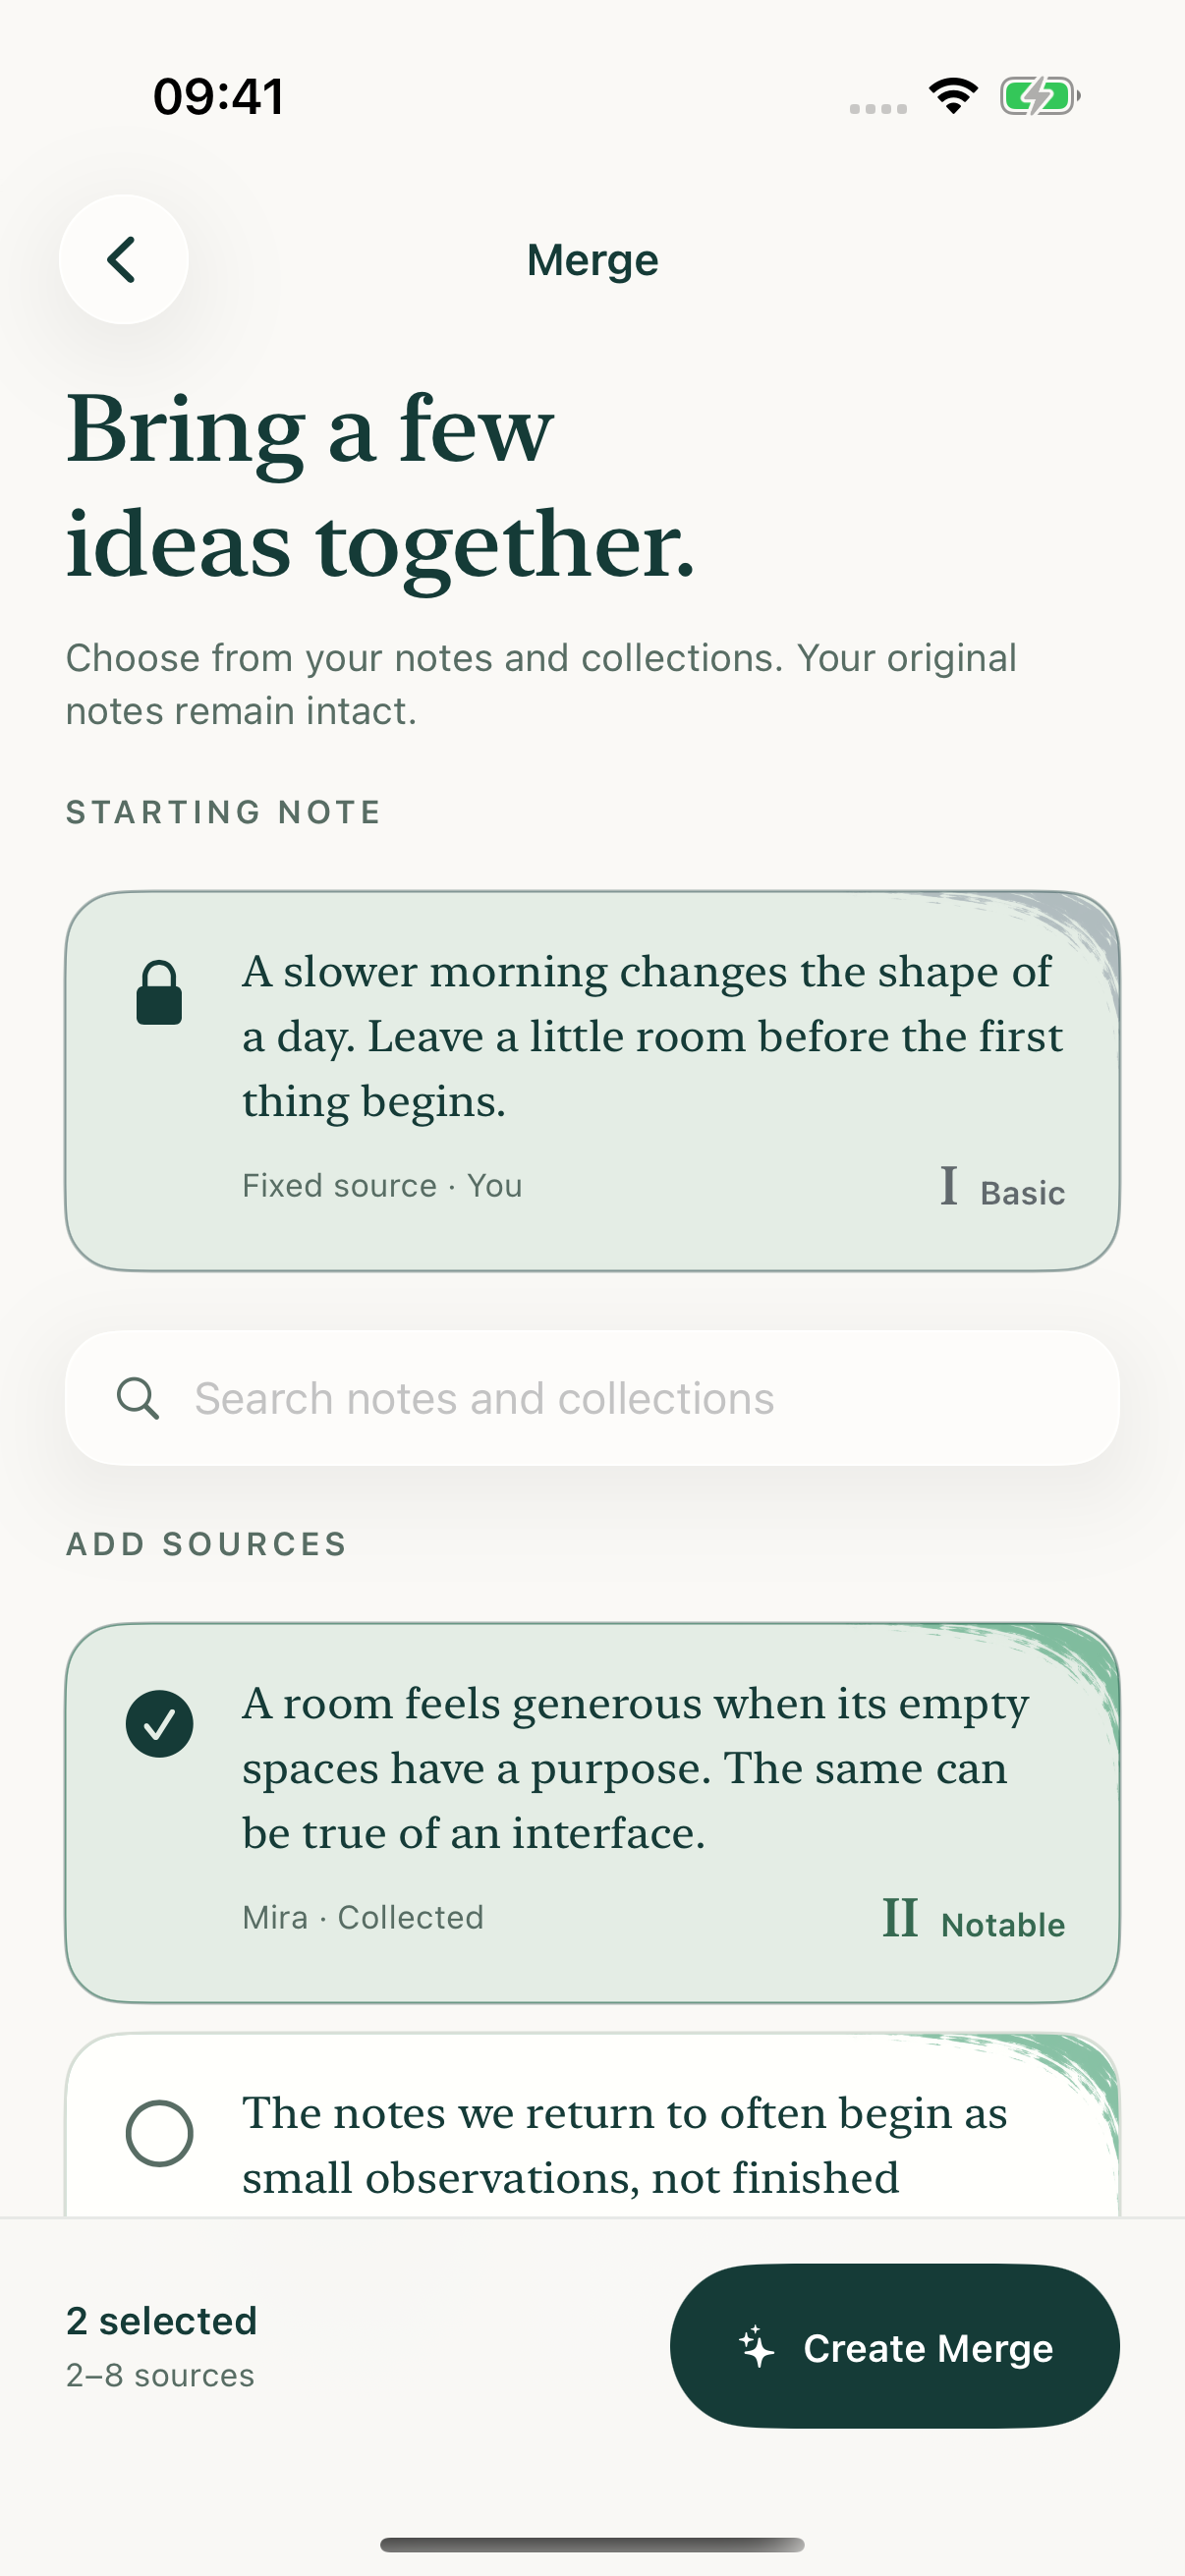 09:41
Merge
Bring a few
ideas together.
Choose from your notes and collections. Your original
notes remain intact.
STARTING NOTE
A slower morning changes the shape of
a day. Leave a little room before the first
thing begins.
Fixed source · You
I Basic
Search notes and collections
ADD SOURCES
A room feels generous when its empty
spaces have a purpose. The same can
be true of an interface.
Mira · Collected
II Notable
The notes we return to often begin as
small observations, not finished
2 selected
2–8 sources
Create Merge